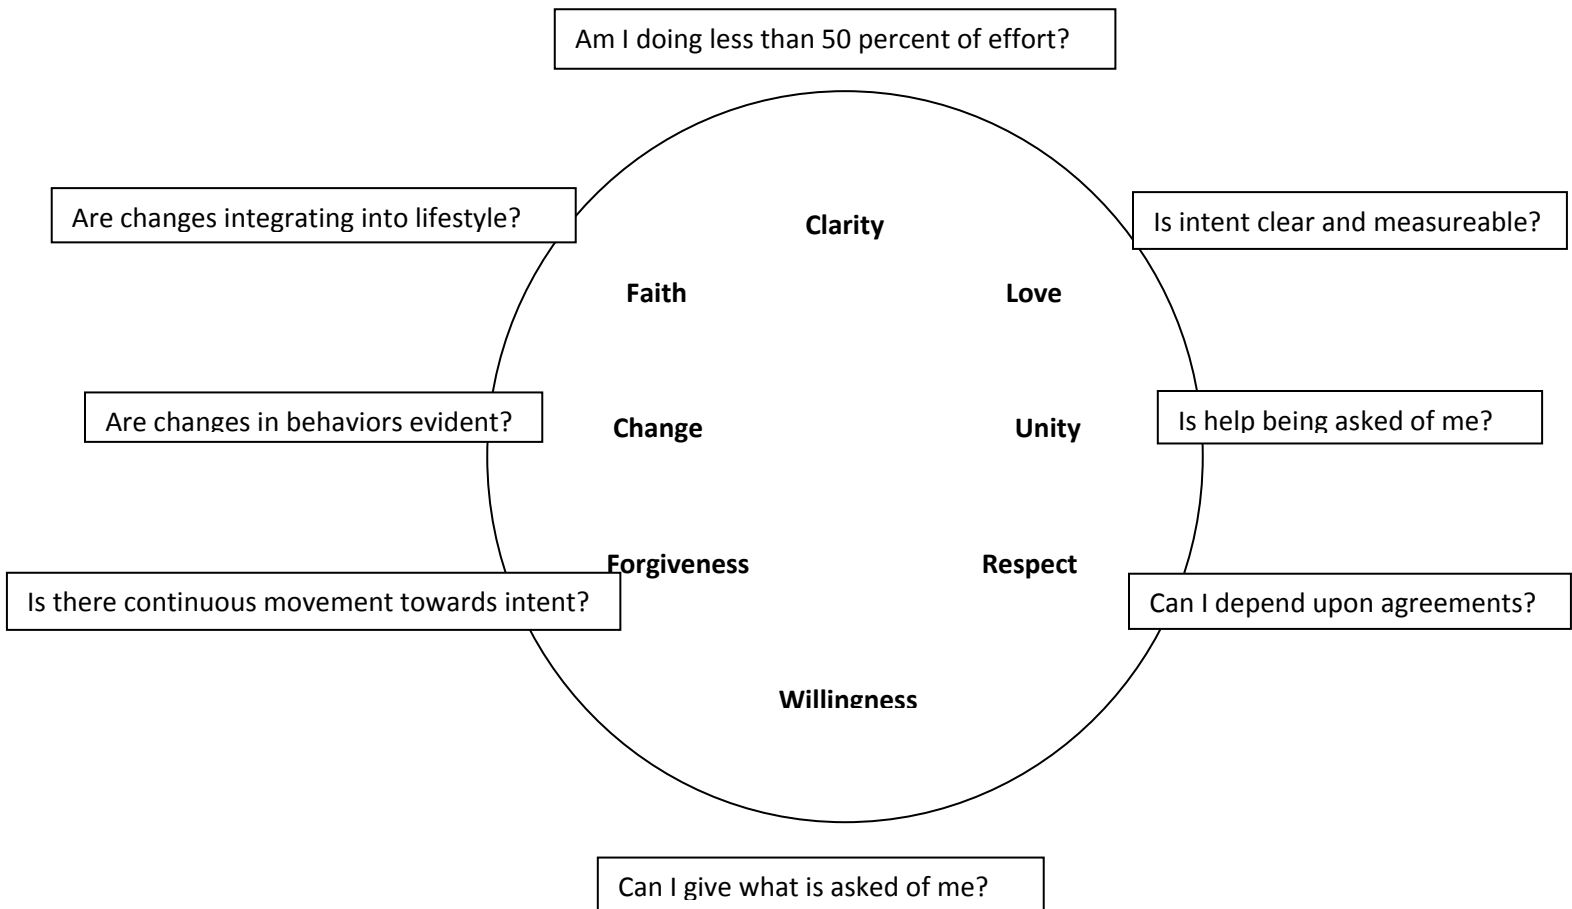 Am I doing less than 50 percent of effort?
Are changes integrating into lifestyle?
Clarity
Is intent clear and measureable?
Faith
Love
Are changes in behaviors evident?
Change
Unity
Is help being asked of me?
Forgiveness
Respect
Is there continuous movement towards intent?
Can I depend upon agreements?
Willingness
Can I give what is asked of me?